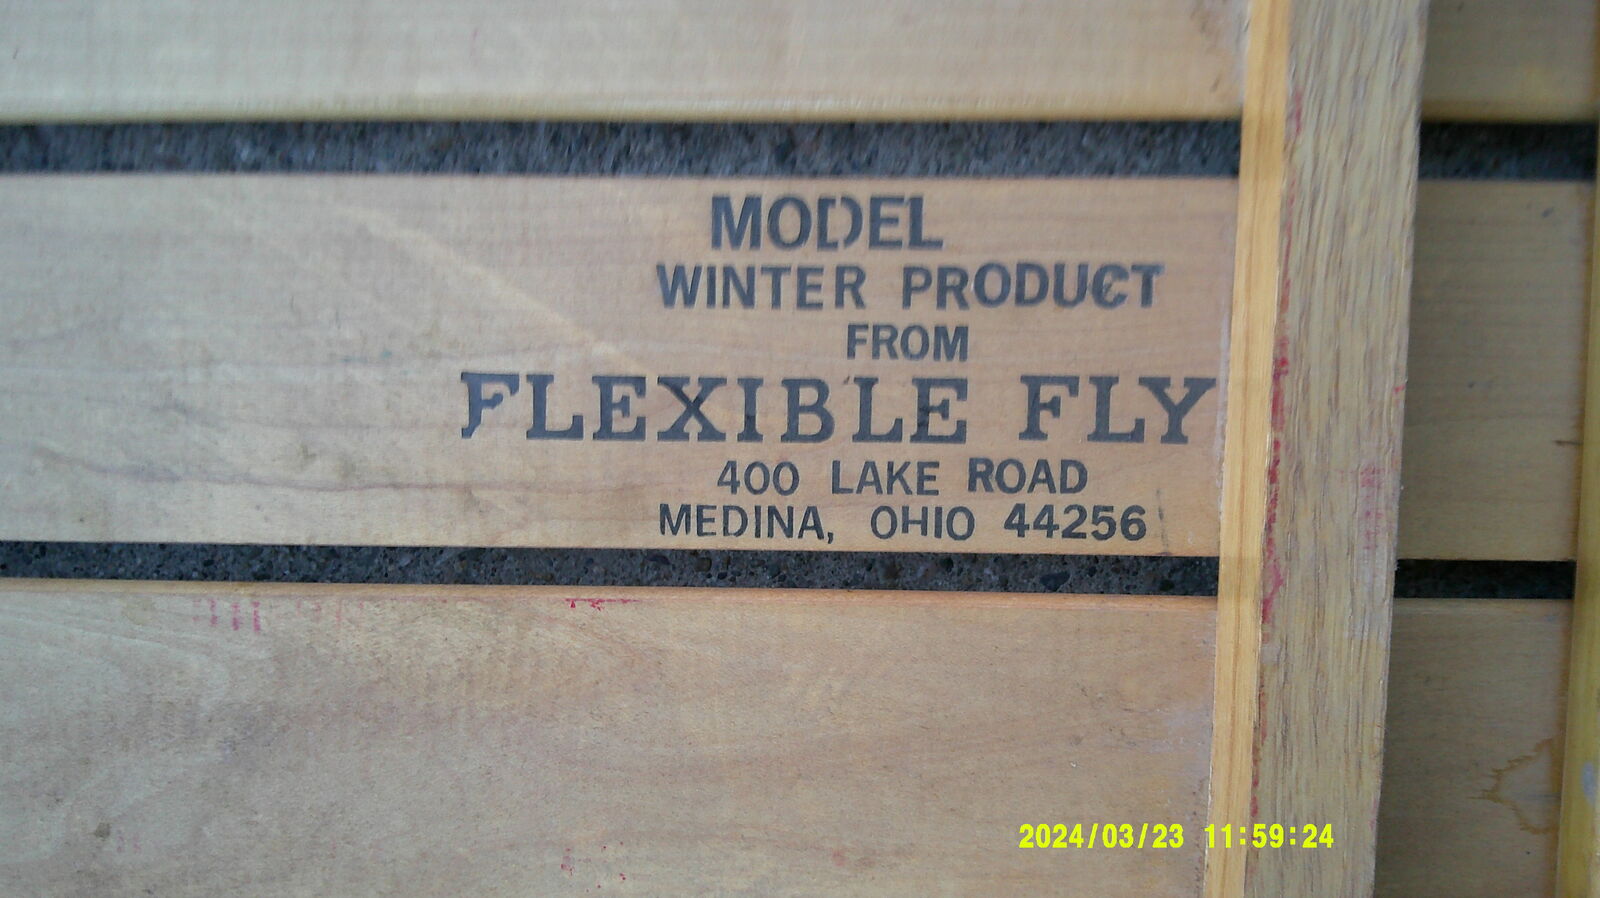 MODEL
WINTER PRODUCT
FROM
FLEXIBLE FLY
400 LAKE ROAD
MEDINA, OHIO 44256
2024/03/23 11:59:24